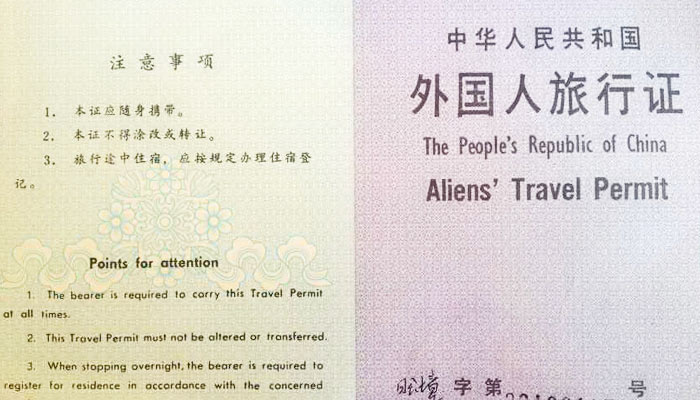 注意事项
1. 本证应随身携带。
2. 本证不得涂改或转让。
3. 旅行途中住宿，应按规定办理住宿登
记。
Points for attention
1. The bearer is required to carry this Travel Permit
at all times.
2. This Travel Permit must not be altered or transferred.
3. When stopping overnight, the bearer is required to
register for residence in accordance with the concerned
中华人民共和国
外国人旅行证
The People's Republic of China
Aliens' Travel Permit
字第 号